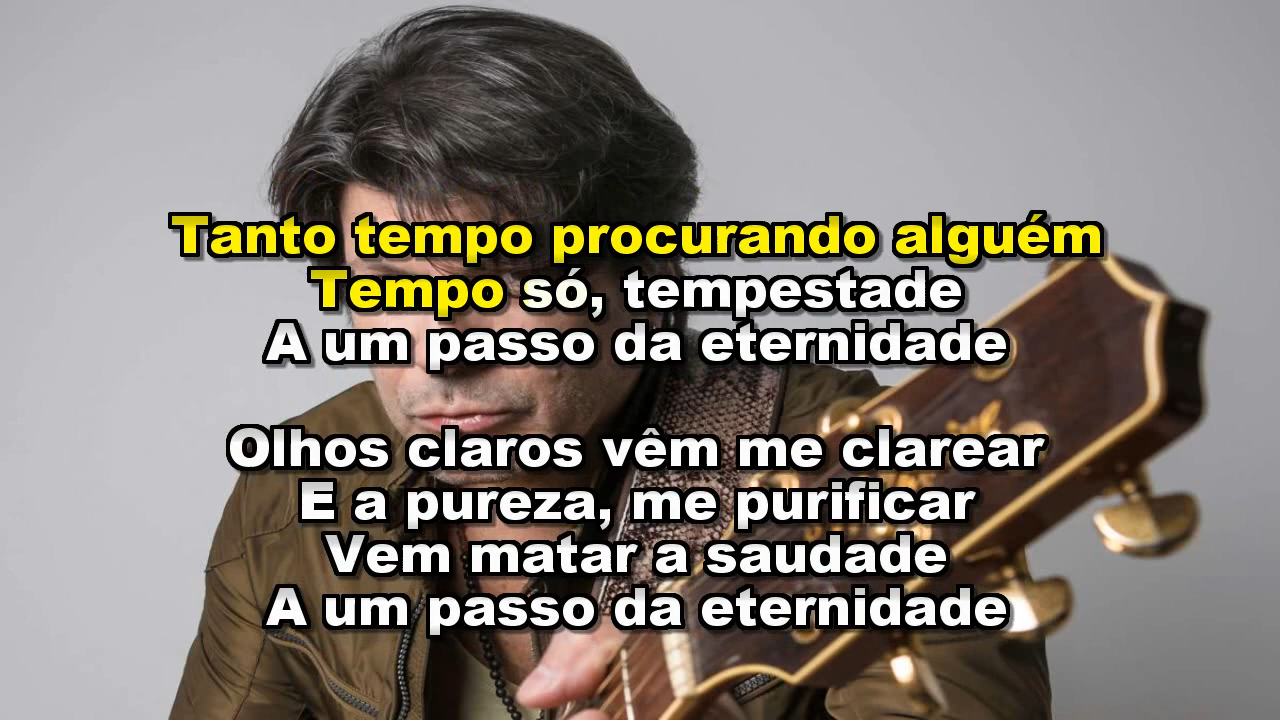 Tanto tempo procurando alguém
Tempo só, tempestade
A um passo da eternidade
Olhos claros vêm me clarear
E a pureza, me purificar
Vem matar a saudade
A um passo da eternidade